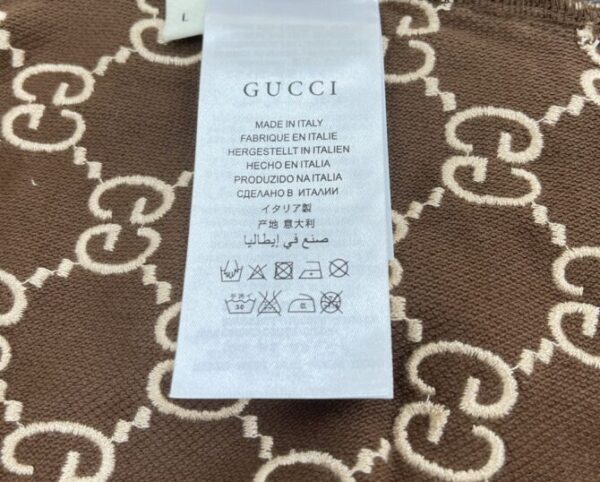 L
GUCCI
MADE IN ITALY
FABRIQUE EN ITALIE
HERGESTELLT IN ITALIEN
HECHO EN ITALIA
PRODUZIDO NA ITALIA
СДЕЛАНО В ИТАЛИИ
イタリア製
产地 意大利
صنع في إيطاليا
30